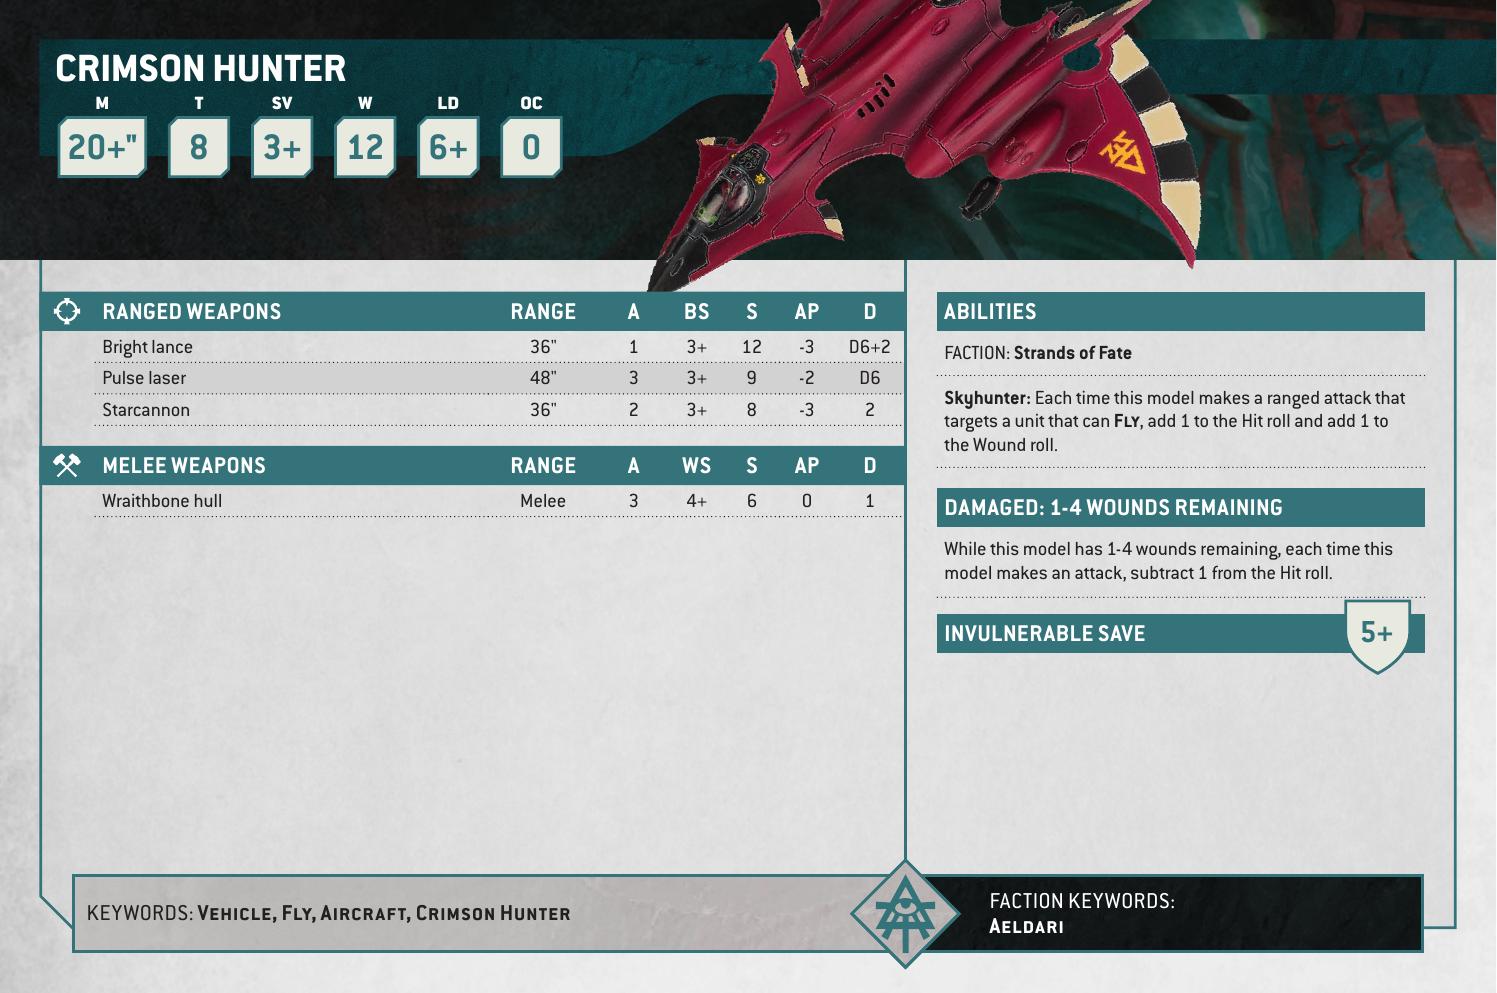 CRIMSON HUNTER
M T SV W LD OC
20+" 8 3+ 12 6+ 0
RANGED WEAPONS RANGE A BS S AP D
Bright lance 36" 1 3+ 12 -3 D6+2
Pulse laser 48" 3 3+ 9 -2 D6
Starcannon 36" 2 3+ 8 -3 2
MELEE WEAPONS RANGE A WS S AP D
Wraithbone hull Melee 3 4+ 6 0 1
ABILITIES
FACTION: Strands of Fate
Skyhunter: Each time this model makes a ranged attack that
targets a unit that can FLY, add 1 to the Hit roll and add 1 to
the Wound roll.
DAMAGED: 1-4 WOUNDS REMAINING
While this model has 1-4 wounds remaining, each time this
model makes an attack, subtract 1 from the Hit roll.
INVULNERABLE SAVE 5+
KEYWORDS: VEHICLE, FLY, AIRCRAFT, CRIMSON HUNTER
FACTION KEYWORDS:
AELDARI